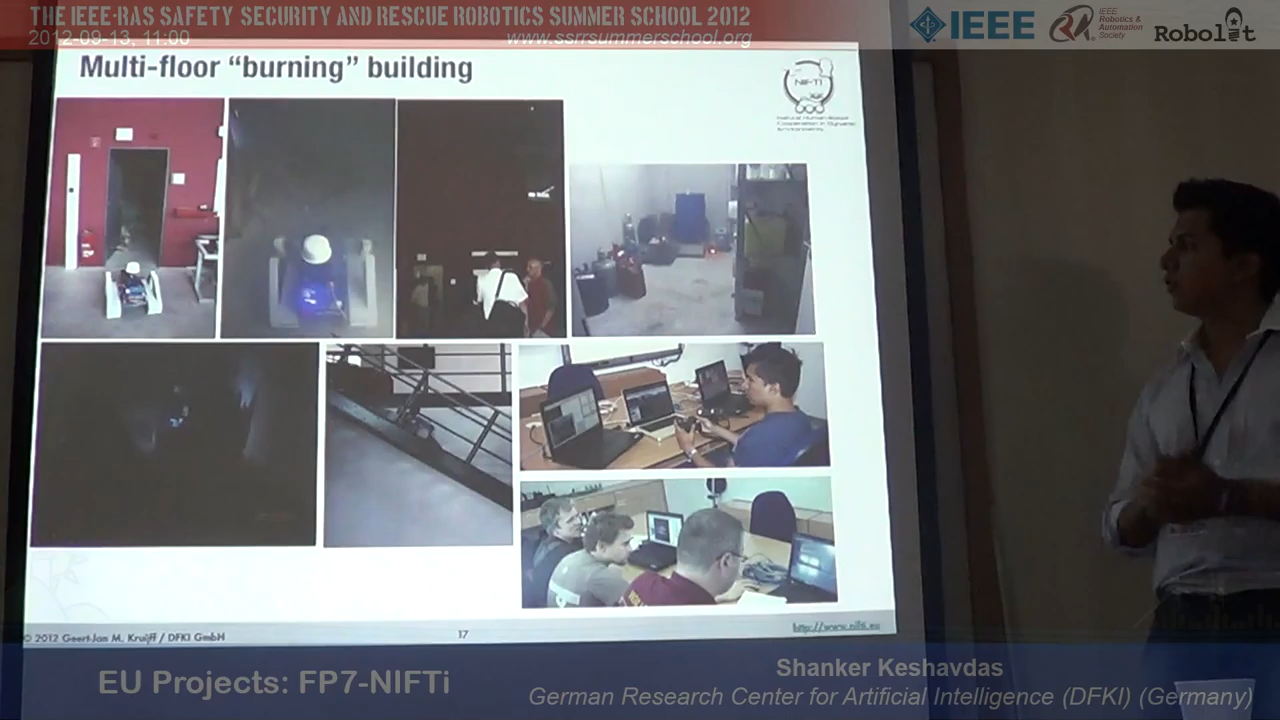 THE IEEE-RAS SAFETY SECURITY AND RESCUE ROBOTICS SUMMER SCHOOL 2012
2012-09-13, 11:00
www.ssrrsummerschool.org
IEEE
IEEE
Robotics &
Automation
Society
Robolit
Multi-floor “burning” building
NIFTi
© 2012 Geert-Jan M. Kruijff / DFKI GmbH
17
http://www.nifti.eu
EU Projects: FP7-NIFTi
Shanker Keshavdas
German Research Center for Artificial Intelligence (DFKI) (Germany)